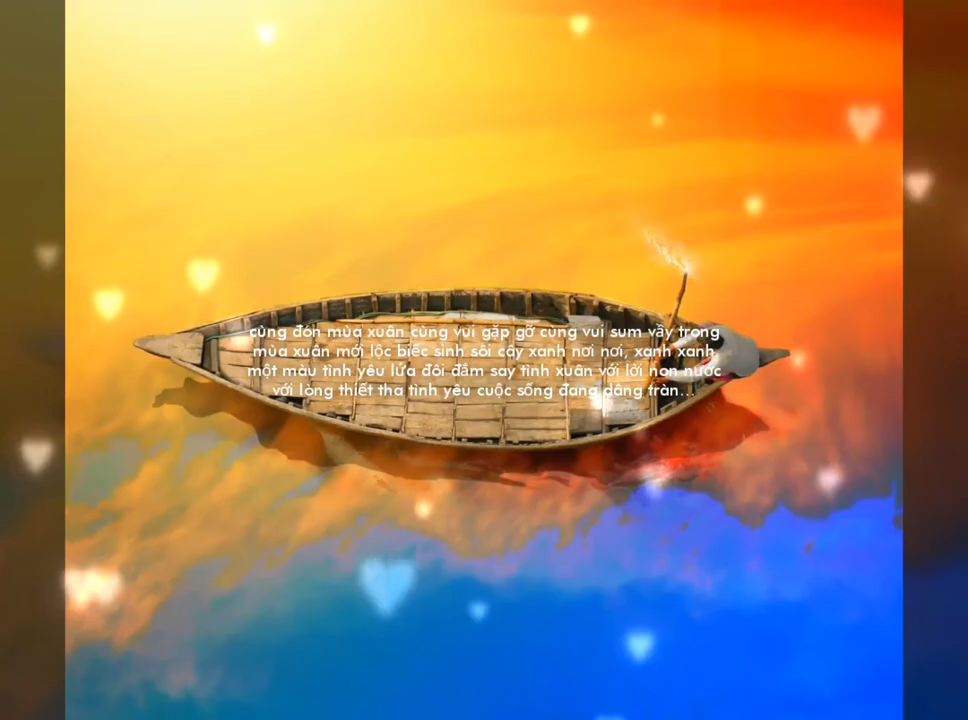 cùng đón mùa xuân cùng vui gặp gỡ cùng vui sum vầy trong
mùa xuân mới lộc biếc sinh sôi cây xanh nơi nơi, xanh xanh
một màu tình yêu lứa đôi đắm say tình xuân với lời non nước
với lòng thiết tha tình yêu cuộc sống đang dâng tràn...